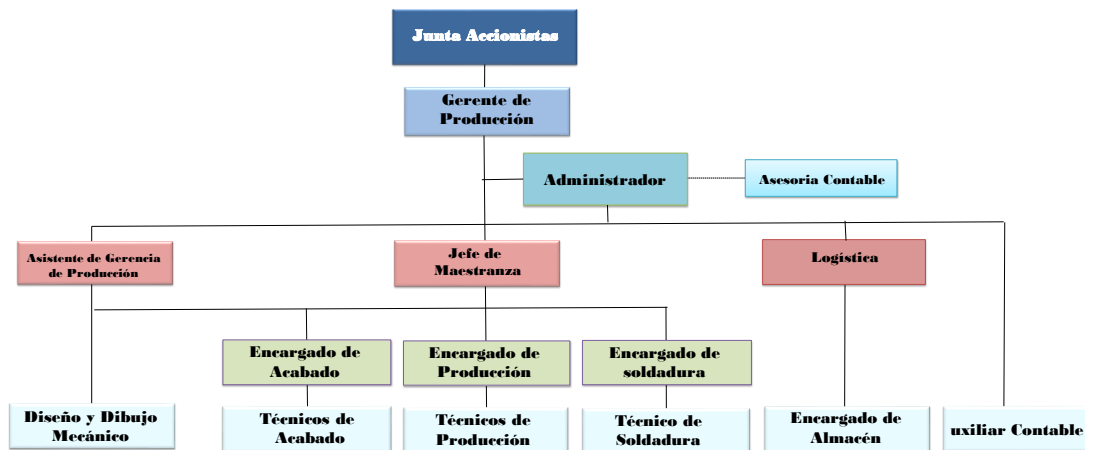 Junta Accionistas
Gerente de
Producción
Administrador
Asesoria Contable
Asistente de Gerencia
de Producción
Jefe de
Maestranza
Logística
Encargado de
Acabado
Encargado de
Producción
Encargado de
soldadura
Diseño y Dibujo
Mecánico
Técnicos de
Acabado
Técnicos de
Producción
Técnico de
Soldadura
Encargado de
Almacén
uxiliar Contable